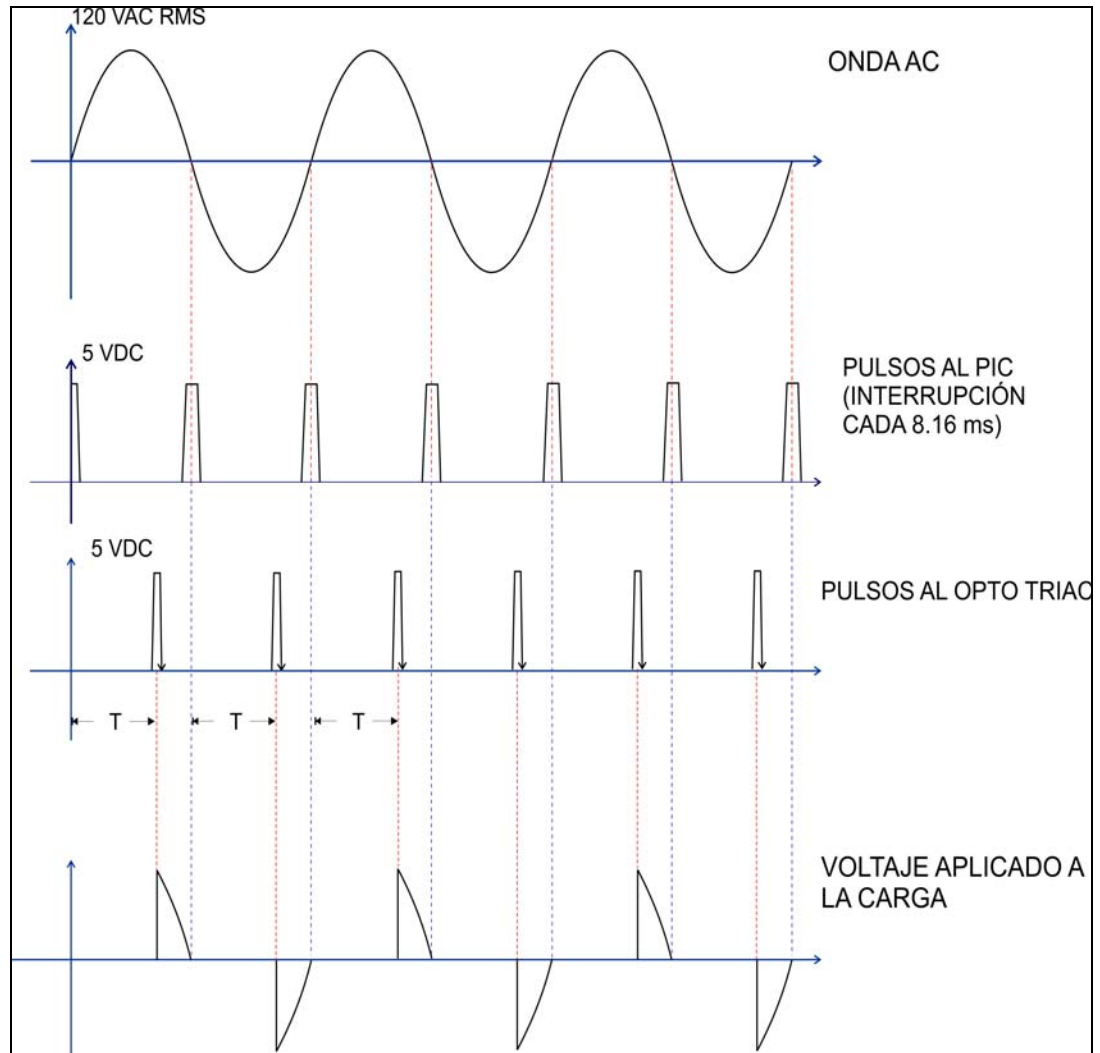 120 VAC RMS
ONDA AC
5 VDC
PULSOS AL PIC
(INTERRUPCIÓN
CADA 8.16 ms)
5 VDC
PULSOS AL OPTO TRIAC
T
T
T
VOLTAJE APLICADO A
LA CARGA